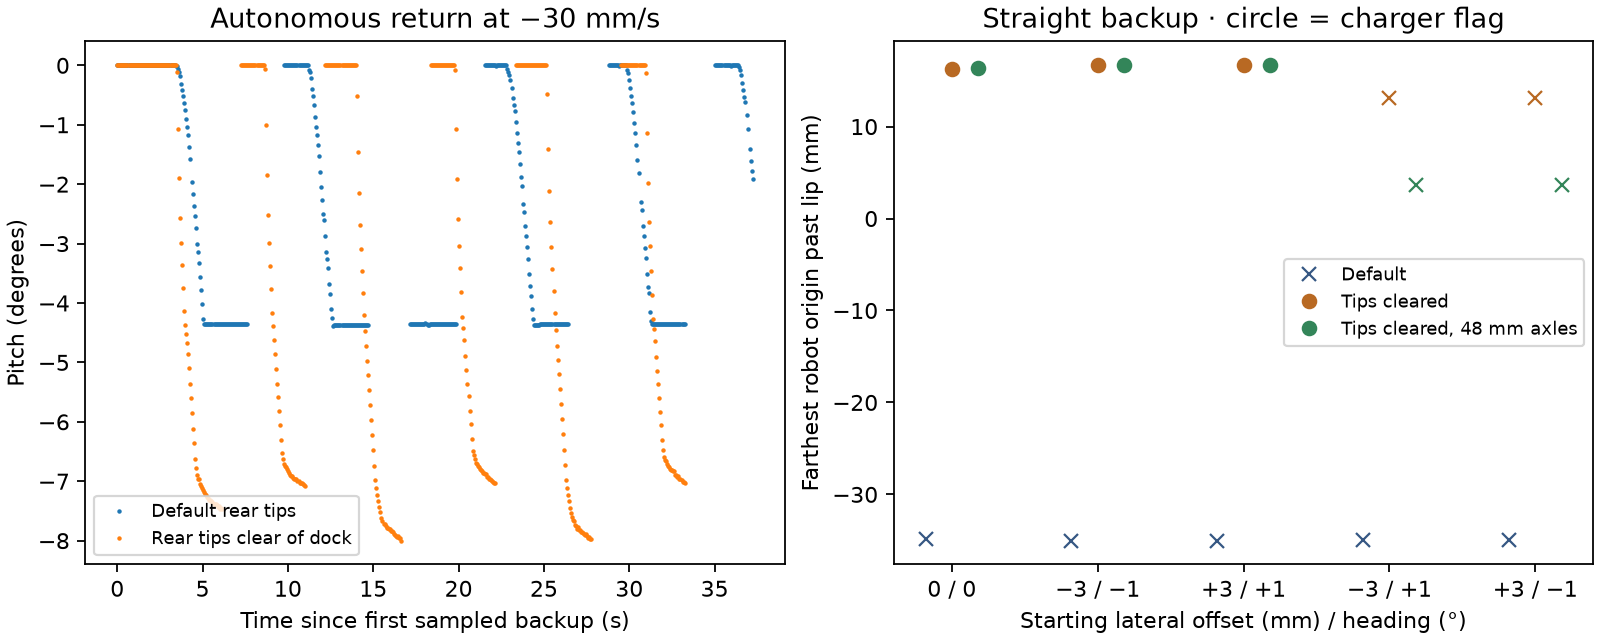 Autonomous return at −30 mm/s
Pitch (degrees)
0
−1
−2
−3
−4
−5
−6
−7
−8
Default rear tips
Rear tips clear of dock
0 5 10 15 20 25 30 35
Time since first sampled backup (s)
Straight backup · circle = charger flag
Farthest robot origin past lip (mm)
10
0
−10
−20
−30
Default
Tips cleared
Tips cleared, 48 mm axles
0 / 0 −3 / −1 +3 / +1 −3 / +1 +3 / −1
Starting lateral offset (mm) / heading (°)